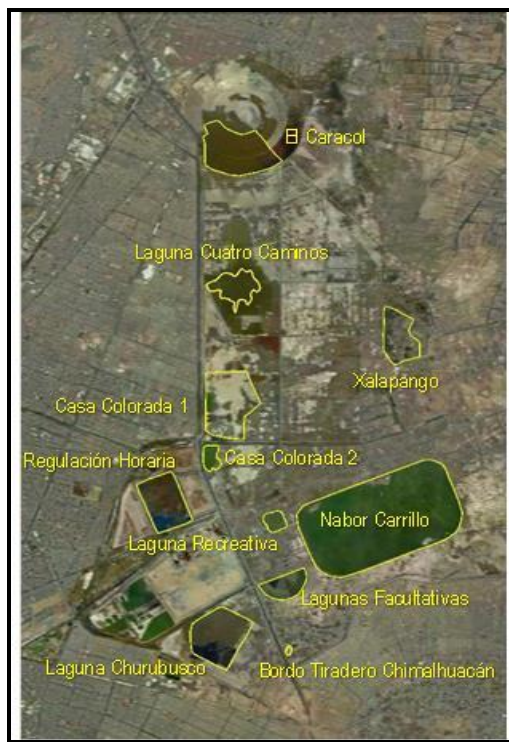 El Caracol
Laguna Cuatro Caminos
Xalapango
Casa Colorada 1
Casa Colorada 2
Regulación Horaria
Nabor Carrillo
Laguna Recreativa
Lagunas Facultativas
Laguna Churubusco
Bordo Tiradero Chimalhuacán